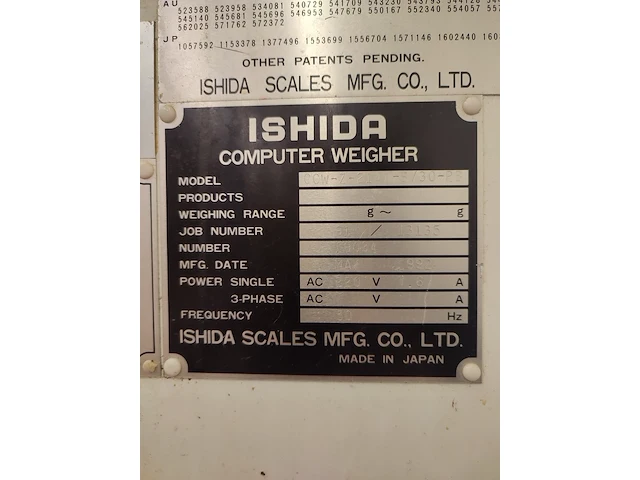 AU
523588 523958 534081 540729 541709 543230 543793
545140 545681 545696 546953 547679 552340 554057
562025 571762 572372
JP
1057592 1153378 1377496 1553699 1556704 1571146 1602440
OTHER PATENTS PENDING.
ISHIDA SCALES MFG. CO., LTD.
ISHIDA
COMPUTER WEIGHER
MODEL
PRODUCTS
WEIGHING RANGE g～ g
JOB NUMBER /
NUMBER
MFG. DATE
POWER SINGLE AC V A
3-PHASE AC V A
FREQUENCY Hz
ISHIDA SCALES MFG. CO., LTD.
MADE IN JAPAN